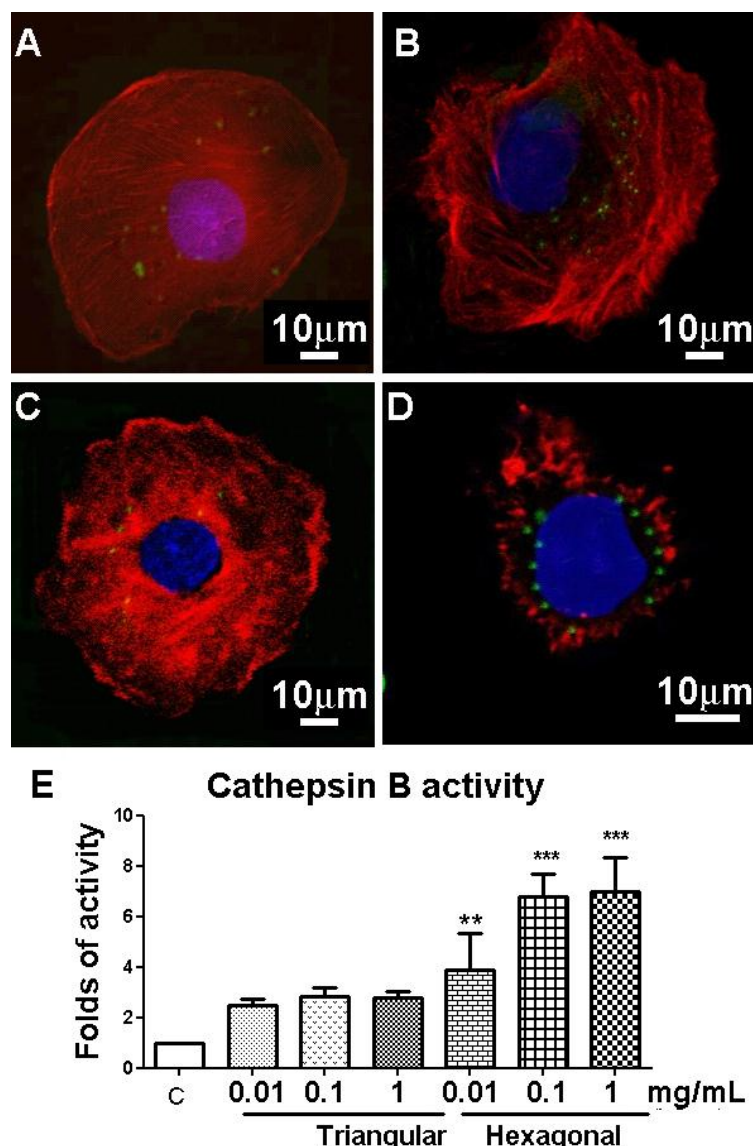 A
B
10µm
10µm
C
D
10µm
10µm
E Cathepsin B activity
Folds of activity
10
8
6
4
2
0
** *** ***
C 0.01 0.1 1 0.01 0.1 1 mg/mL
Triangular Hexagonal